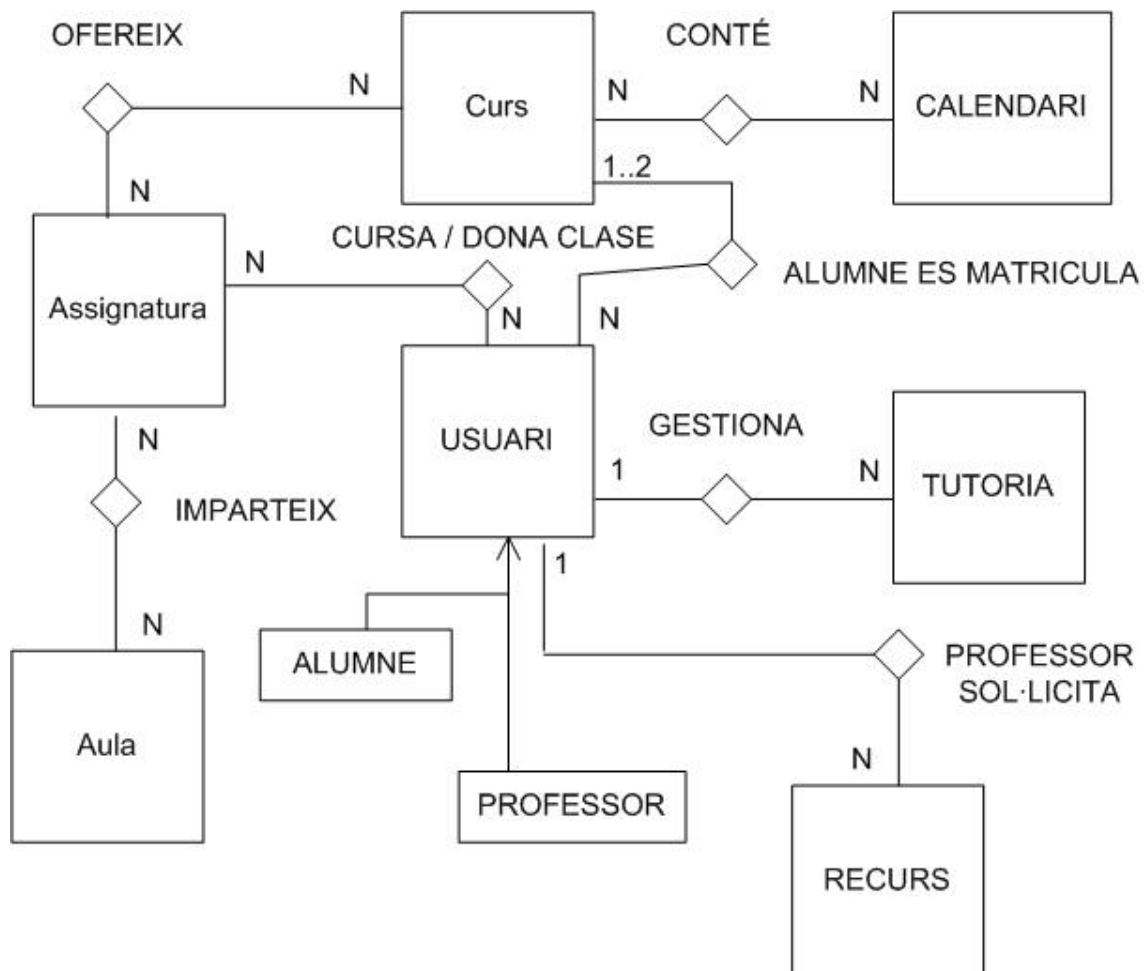 OFEREIX
CONTÉ
N
Curs
N
N
CALENDARI
1..2
N
CURSA / DONA CLASE
N
ALUMNE ES MATRICULA
Assignatura
N
N
USUARI
GESTIONA
N
1
N
TUTORIA
IMPARTEIX
1
N
ALUMNE
PROFESSOR
SOL·LICITA
Aula
N
PROFESSOR
RECURS